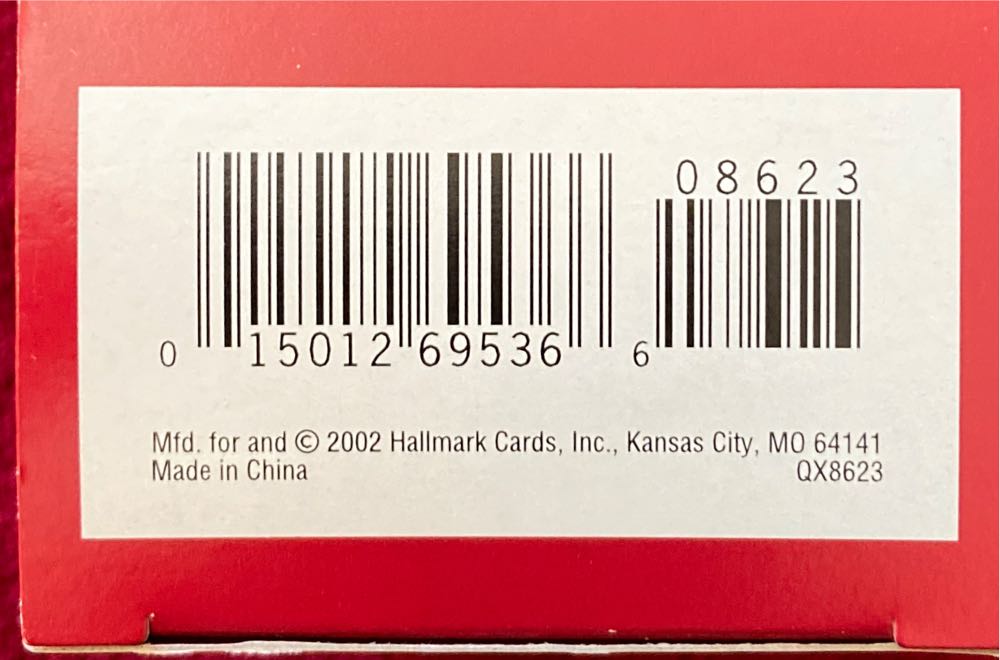 08623
0 15012 69536 6
Mfd. for and © 2002 Hallmark Cards, Inc., Kansas City, MO 64141
Made in China QX8623